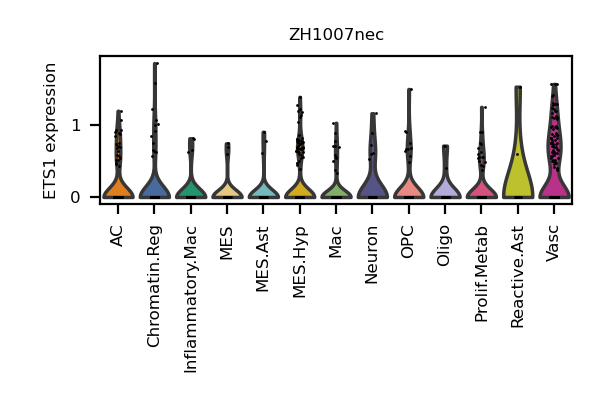 ZH1007nec
ETS1 expression
1
0
AC
Chromatin.Reg
Inflammatory.Mac
MES
MES.Ast
MES.Hyp
Mac
Neuron
OPC
Oligo
Prolif.Metab
Reactive.Ast
Vasc